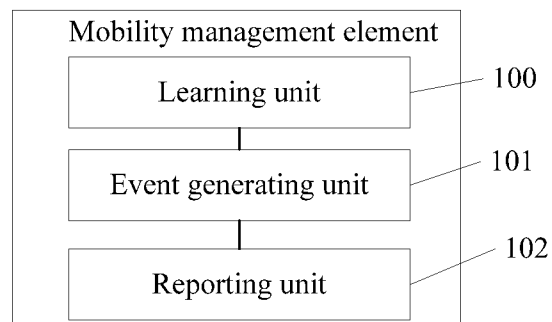 Mobility management element
Learning unit
100
Event generating unit
101
Reporting unit
102